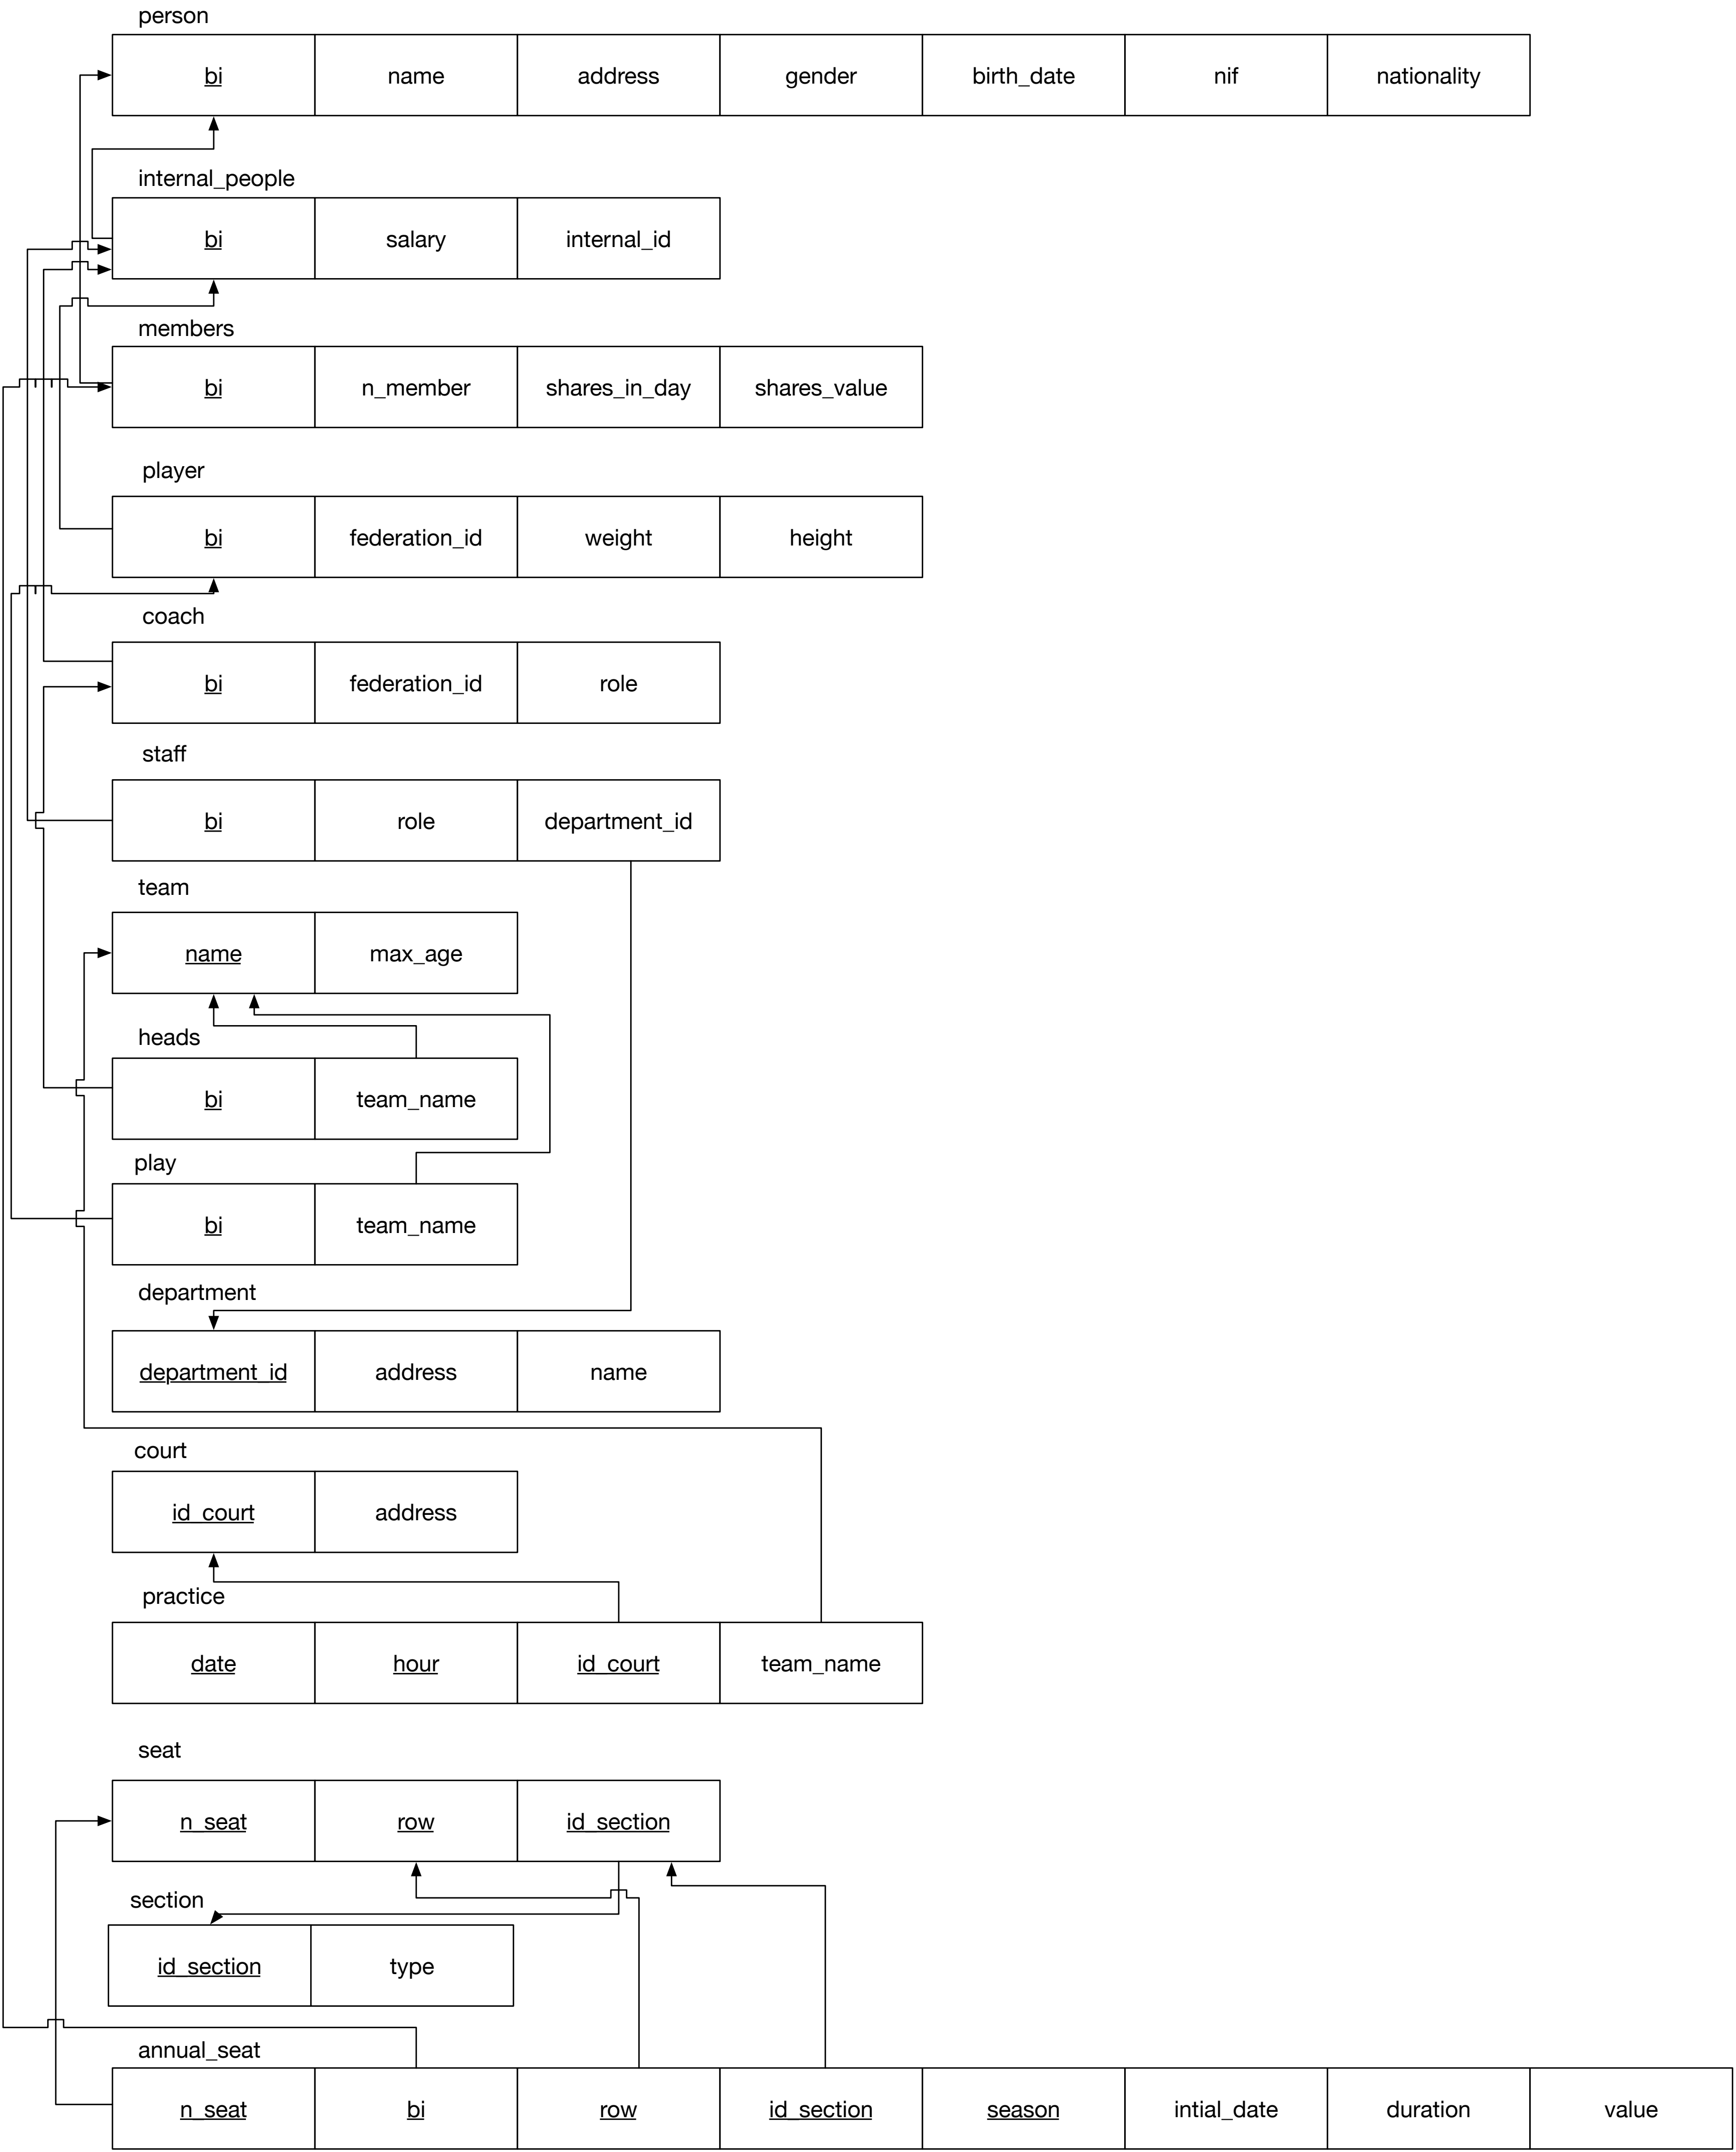 person
bi name address gender birth_date nif nationality
internal_people
bi salary internal_id
members
bi n_member shares_in_day shares_value
player
bi federation_id weight height
coach
bi federation_id role
staff
bi role department_id
team
name max_age
heads
bi team_name
play
bi team_name
department
department_id address name
court
id_court address
practice
date hour id_court team_name
seat
n_seat row id_section
section
id_section type
annual_seat
n_seat bi row id_section season intial_date duration value